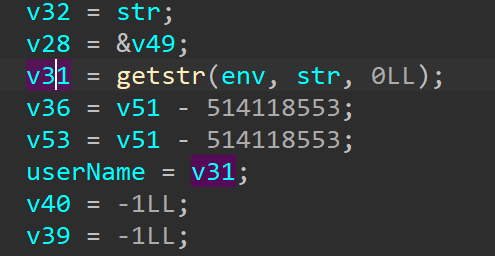 v32 = str;
v28 = &v49;
v31 = getstr(env, str, 0LL);
v36 = v51 - 514118553;
v53 = v51 - 514118553;
userName = v31;
v40 = -1LL;
v39 = -1LL;